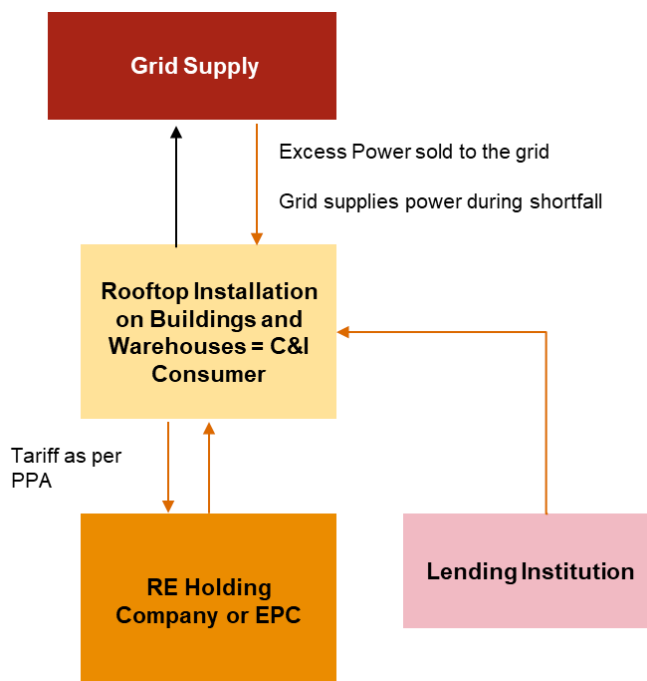 Grid Supply
Excess Power sold to the grid
Grid supplies power during shortfall
Rooftop Installation
on Buildings and
Warehouses = C&I
Consumer
Tariff as per
PPA
RE Holding
Company or EPC
Lending Institution